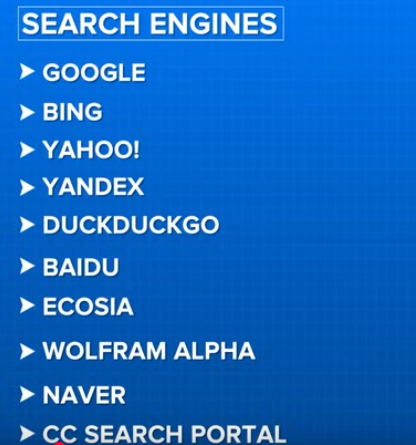 SEARCH ENGINES
GOOGLE
BING
YAHOO!
YANDEX
DUCKDUCKGO
BAIDU
ECOSIA
WOLFRAM ALPHA
NAVER
CC SEARCH PORTAL